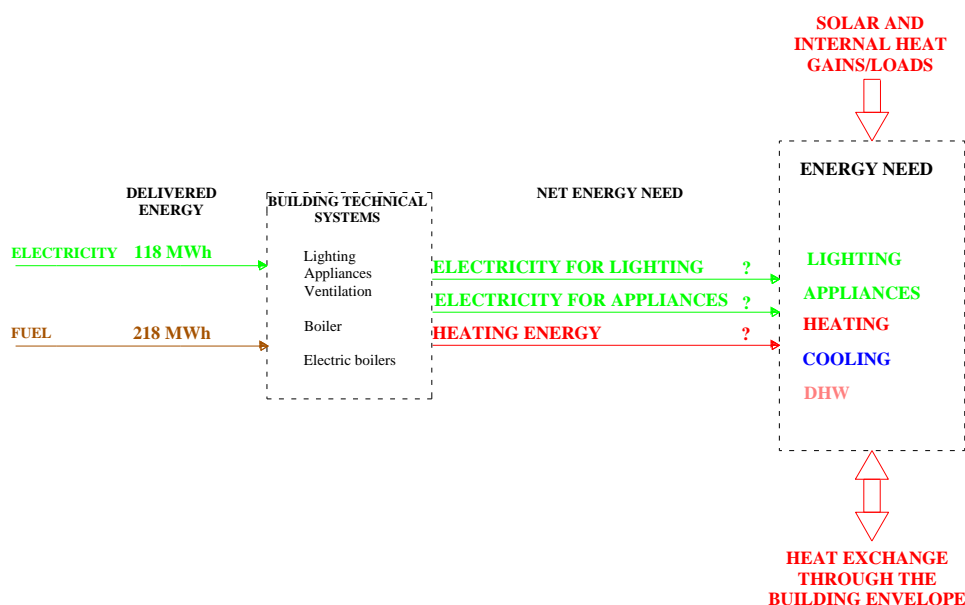 SOLAR AND
INTERNAL HEAT
GAINS/LOADS
ENERGY NEED
DELIVERED
ENERGY
BUILDING TECHNICAL
SYSTEMS
NET ENERGY NEED
ELECTRICITY 118 MWh
Lighting
Appliances
Ventilation
ELECTRICITY FOR LIGHTING ?
LIGHTING
ELECTRICITY FOR APPLIANCES ?
APPLIANCES
FUEL 218 MWh
Boiler
HEATING ENERGY ?
HEATING
Electric boilers
COOLING
DHW
HEAT EXCHANGE
THROUGH THE
BUILDING ENVELOPE